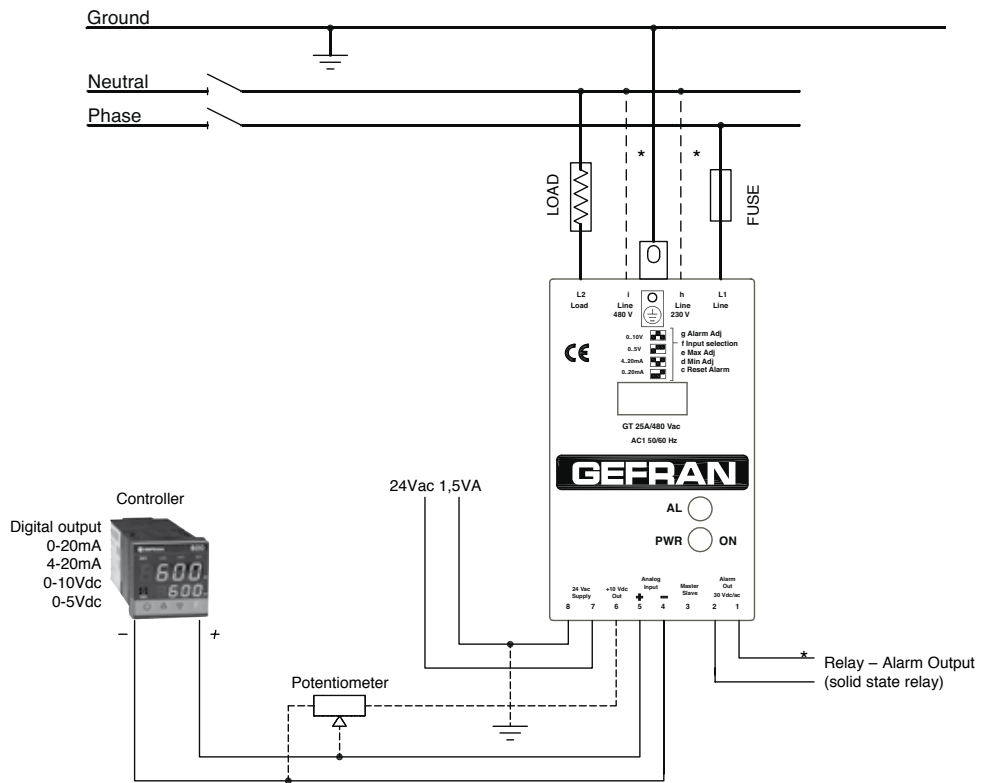 Ground
Neutral
Phase
*
*
LOAD
FUSE
L2
Load
i
Line
480 V
h
Line
230 V
L1
Line
0..10V
0..5V
4..20mA
0..20mA
g Alarm Adj
f Input selection
e Max Adj
d Min Adj
c Reset Alarm
CE
GT 25A/480 Vac
AC1 50/60 Hz
GEFRAN
AL
PWR
ON
24Vac 1,5VA
Controller
Digital output
0-20mA
4-20mA
0-10Vdc
0-5Vdc
GEFRAN
600
600
600
–
+
24 Vac
Supply
+10 Vdc
Out
Analog
Input
+
–
Master
Slave
Alarm
Out
30 Vdc/ac
8
7
6
5
4
3
2
1
*
Relay – Alarm Output
(solid state relay)
Potentiometer